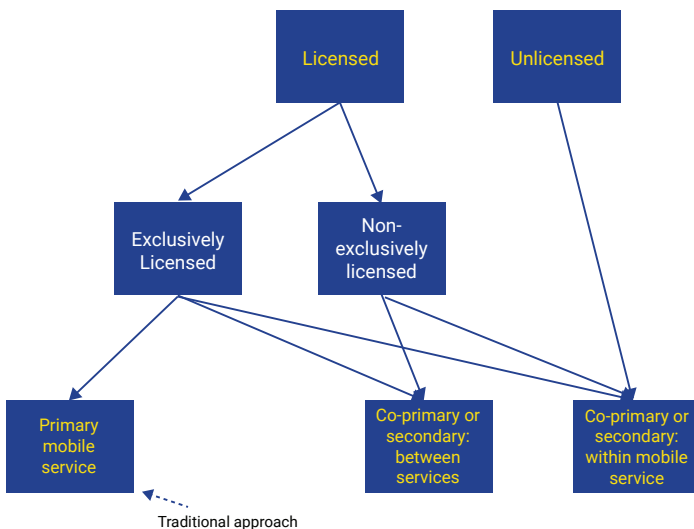 Licensed
Unlicensed
Exclusively
Licensed
Non-
exclusively
licensed
Primary
mobile
service
Co-primary or
secondary:
between
services
Co-primary or
secondary:
within mobile
service
Traditional approach